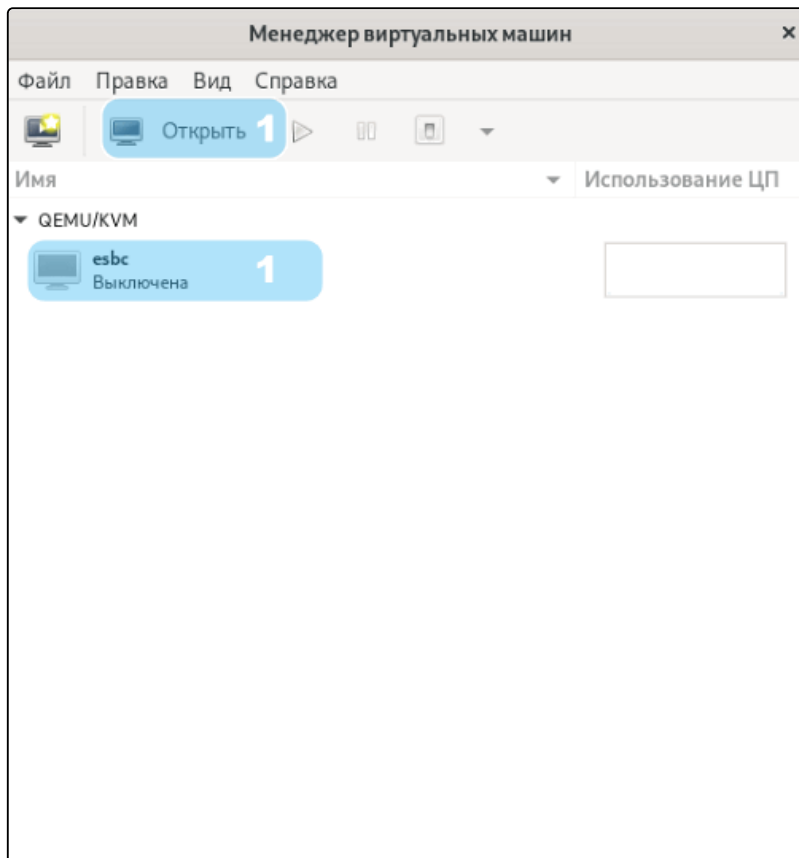 Менеджер виртуальных машин ×
Файл Правка Вид Справка
Открыть 1
Имя Использование ЦП
QEMU/KVM
esbc 1
Выключена